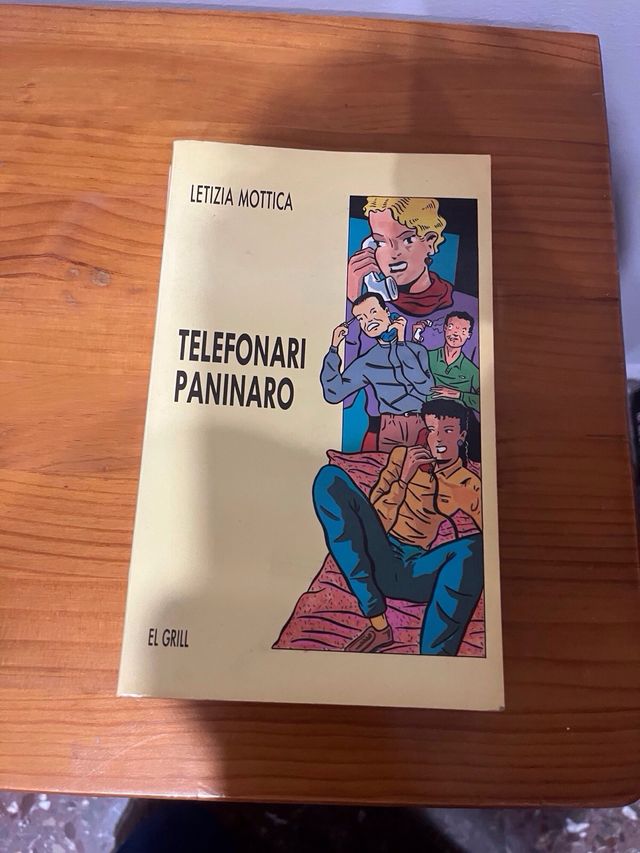 LETIZIA MOTTICA
TELEFONARI
PANINARO
EL GRILL